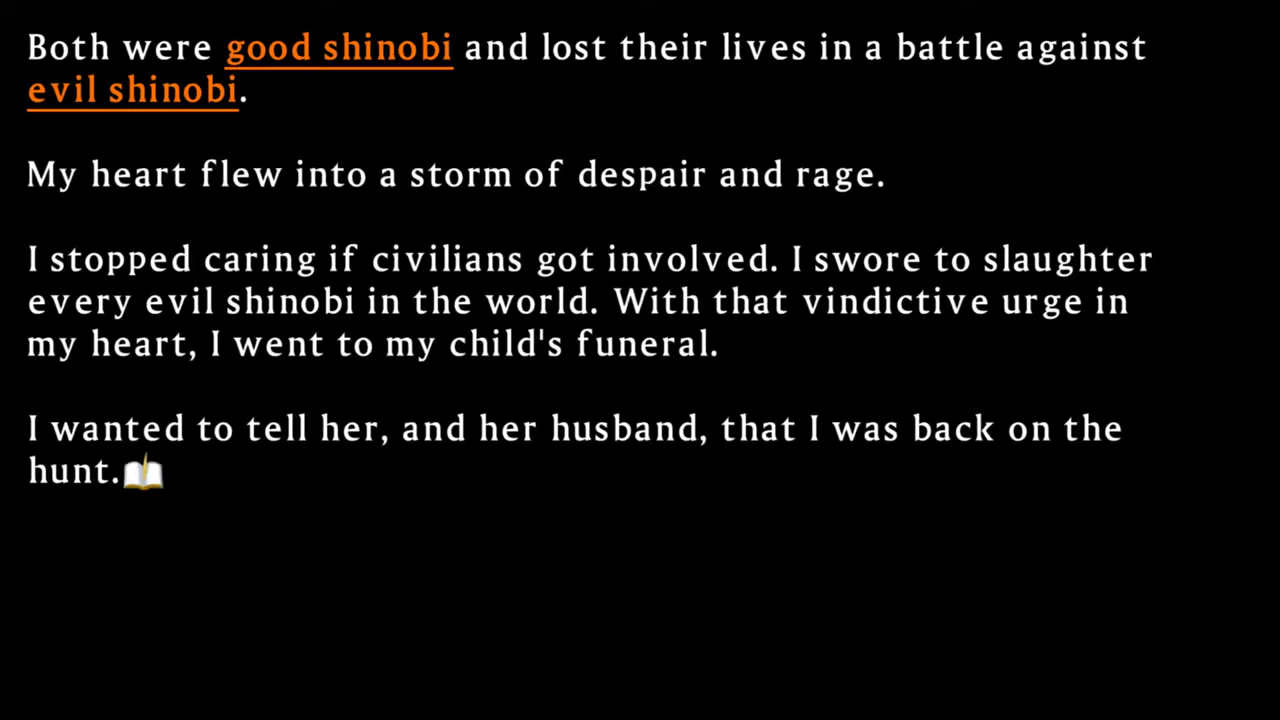 Both were good shinobi and lost their lives in a battle against
evil shinobi.
My heart flew into a storm of despair and rage.
I stopped caring if civilians got involved. I swore to slaughter
every evil shinobi in the world. With that vindictive urge in
my heart, I went to my child's funeral.
I wanted to tell her, and her husband, that I was back on the
hunt.